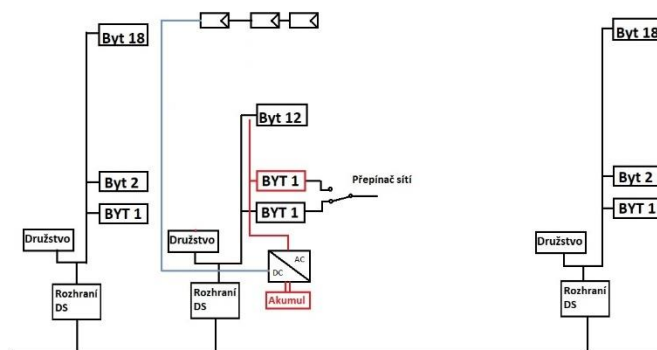 Byt 18
Byt 2
BYT 1
Družstvo
Rozhraní
DS
Byt 12
BYT 1
BYT 1
Přepínač sítí
Družstvo
AC
DC
Rozhraní
DS
Akumul
Byt 18
Byt 2
BYT 1
Družstvo
Rozhraní
DS